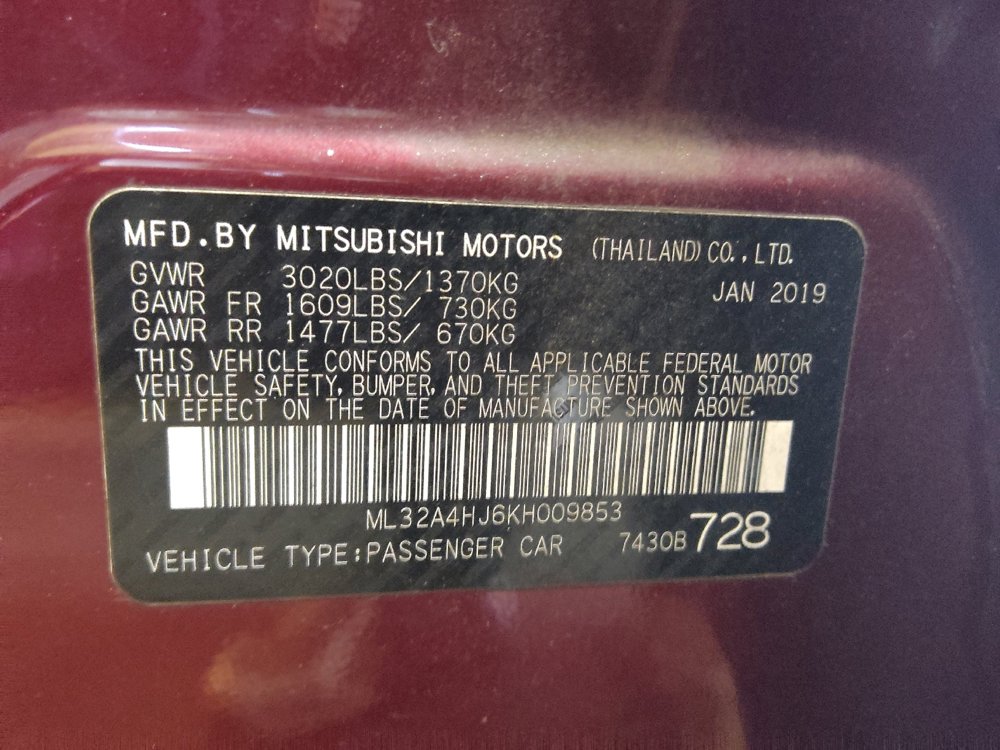 MFD.BY MITSUBISHI MOTORS (THAILAND) CO.,LTD.
GVWR 3020LBS/1370KG JAN 2019
GAWR FR 1609LBS/ 730KG
GAWR RR 1477LBS/ 670KG
THIS VEHICLE CONFORMS TO ALL APPLICABLE FEDERAL MOTOR
VEHICLE SAFETY, BUMPER, AND THEFT PREVENTION STANDARDS
IN EFFECT ON THE DATE OF MANUFACTURE SHOWN ABOVE.
ML32A4HJ6KH009853
VEHICLE TYPE:PASSENGER CAR 7430B 728